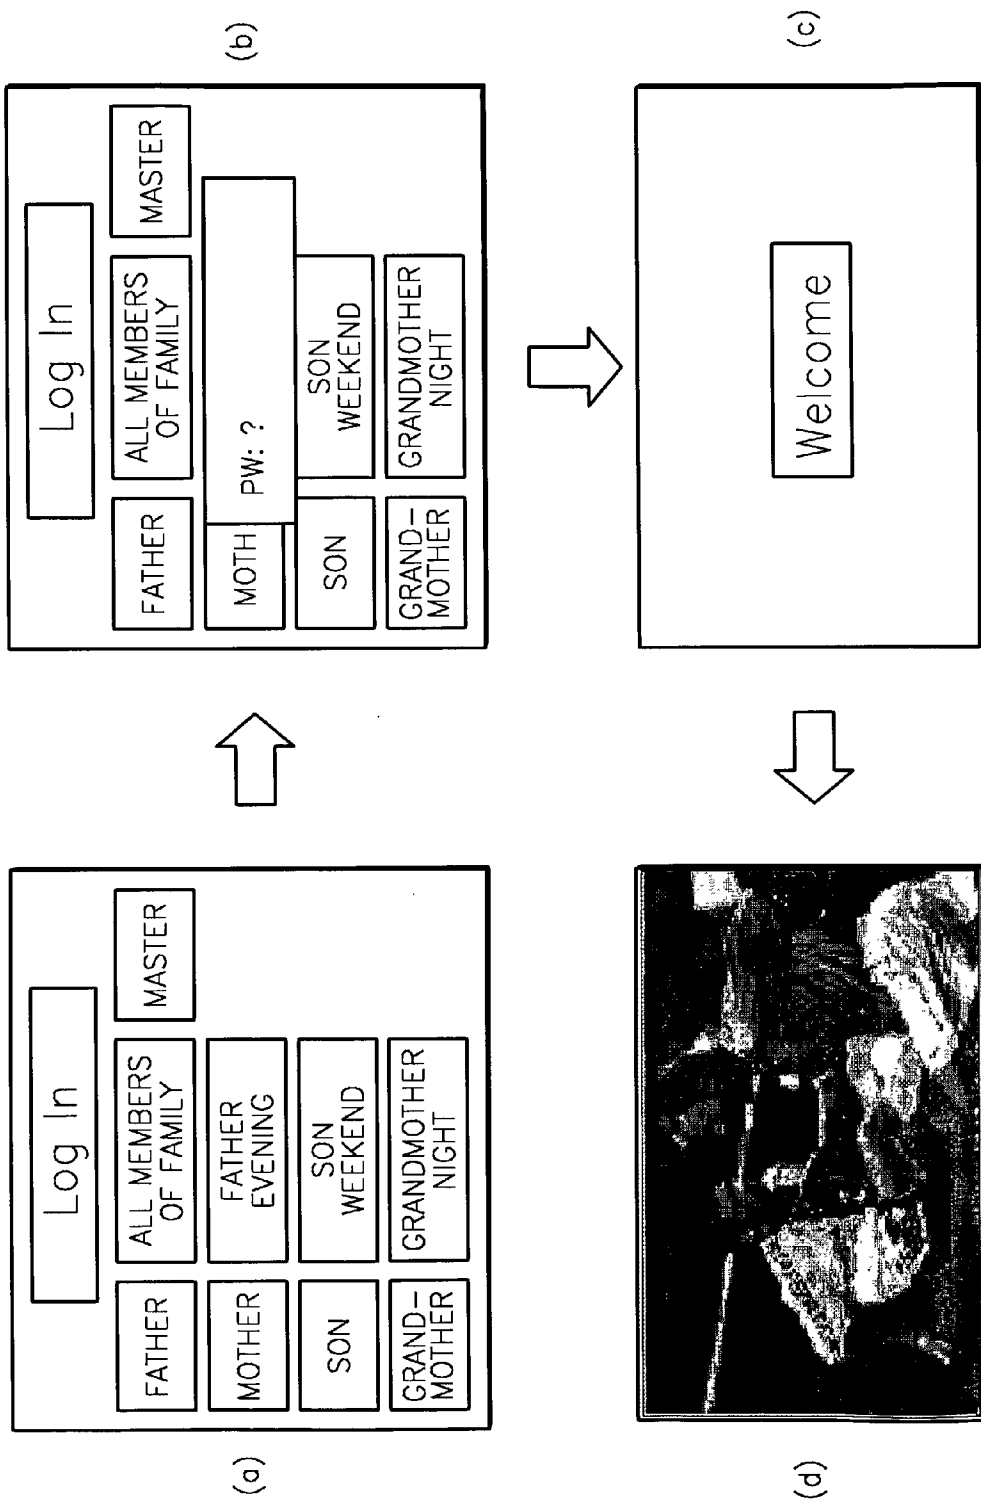 (a)
Log In
FATHER
ALL MEMBERS
OF FAMILY
MASTER
MOTHER
FATHER
EVENING
SON
SON
WEEKEND
GRAND-
MOTHER
GRANDMOTHER
NIGHT
(b)
Log In
FATHER
ALL MEMBERS
OF FAMILY
MASTER
MOTH
PW: ?
SON
SON
WEEKEND
GRAND-
MOTHER
GRANDMOTHER
NIGHT
(c)
Welcome
(d)